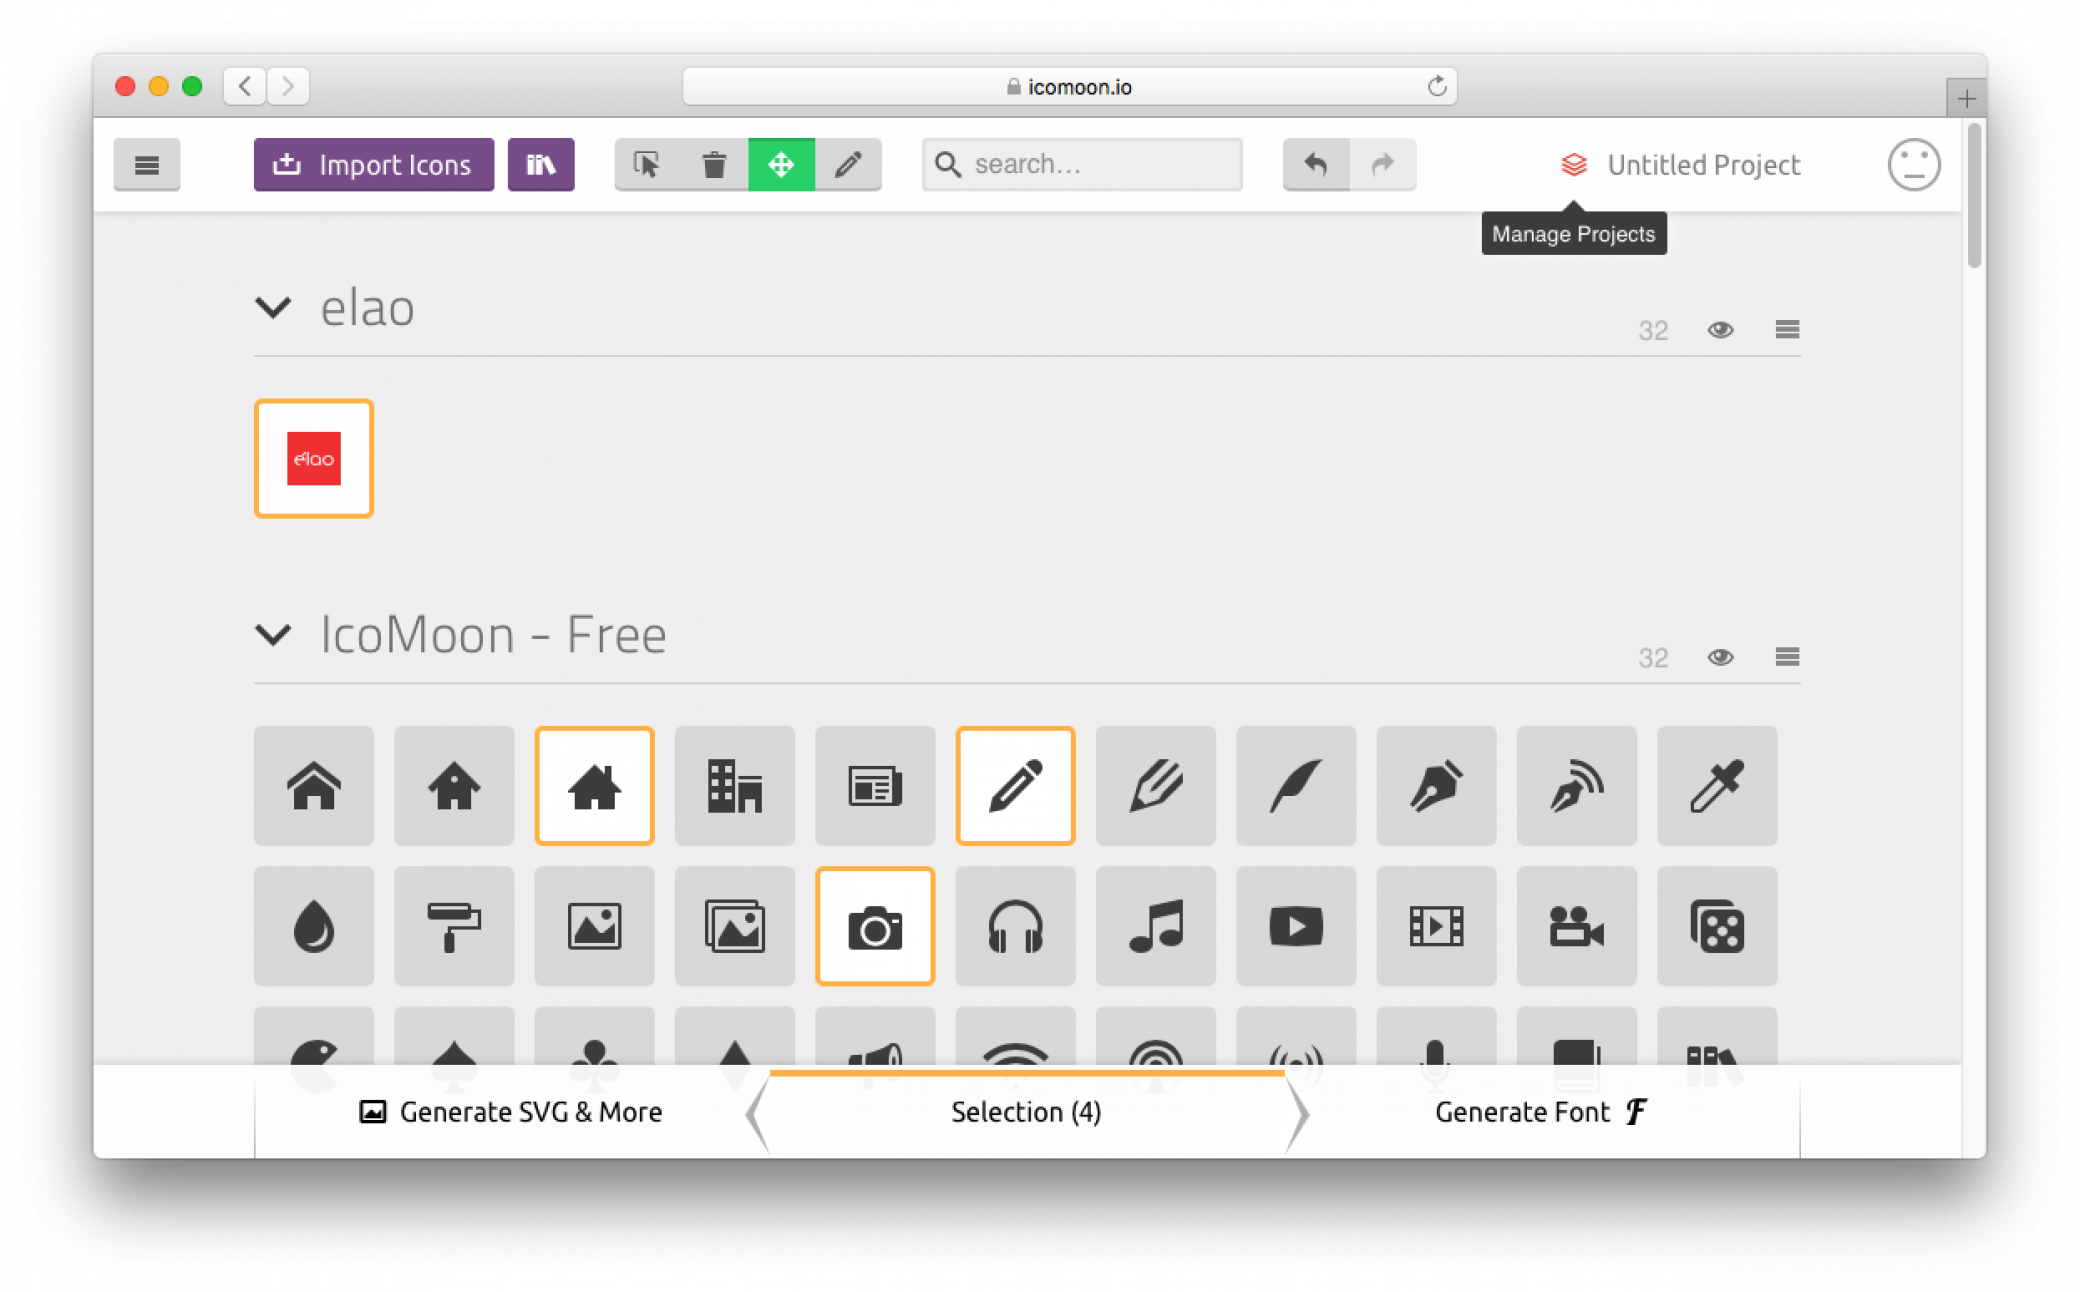 icomoon.io
Import Icons
search...
Untitled Project
Manage Projects
elao
32
elao
IcoMoon - Free
32
Generate SVG & More
Selection (4)
Generate Font